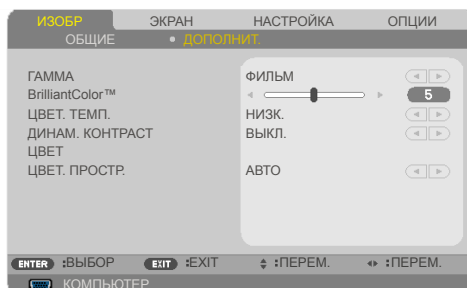 ИЗОБР ЭКРАН НАСТРОЙКА ОПЦИИ
ОБЩИЕ • ДОПОЛНИТ.
ГАММА ФИЛЬМ
BrilliantColor™ 5
ЦВЕТ. ТЕМП. НИЗК.
ДИНАМ. КОНТРАСТ ВЫКЛ.
ЦВЕТ
ЦВЕТ. ПРОСТР. АВТО
ENTER :ВЫБОР EXIT :EXIT :ПЕРЕМ. :ПЕРЕМ.
КОМПЬЮТЕР